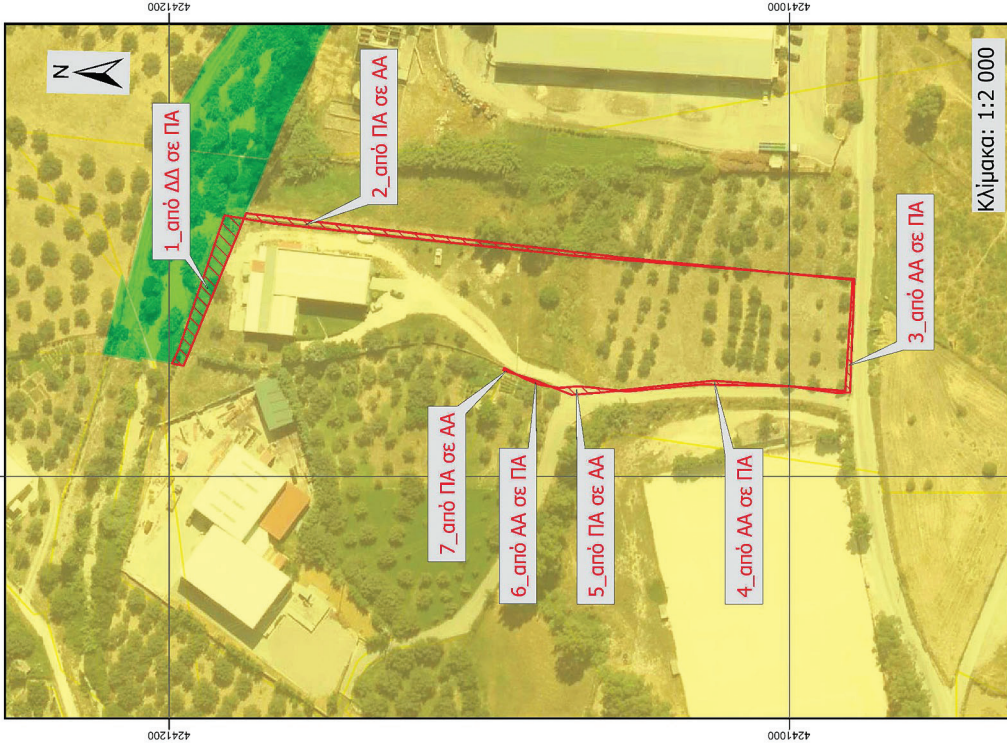 4241200
4241000
N
1_από ΔΔ σε ΠΑ
2_από ΠΑ σε ΑΑ
3_από ΑΑ σε ΠΑ
4_από ΑΑ σε ΠΑ
5_από ΠΑ σε ΑΑ
6_από ΑΑ σε ΠΑ
7_από ΠΑ σε ΑΑ
Κλίμακα: 1:2 000
4241200
4241000